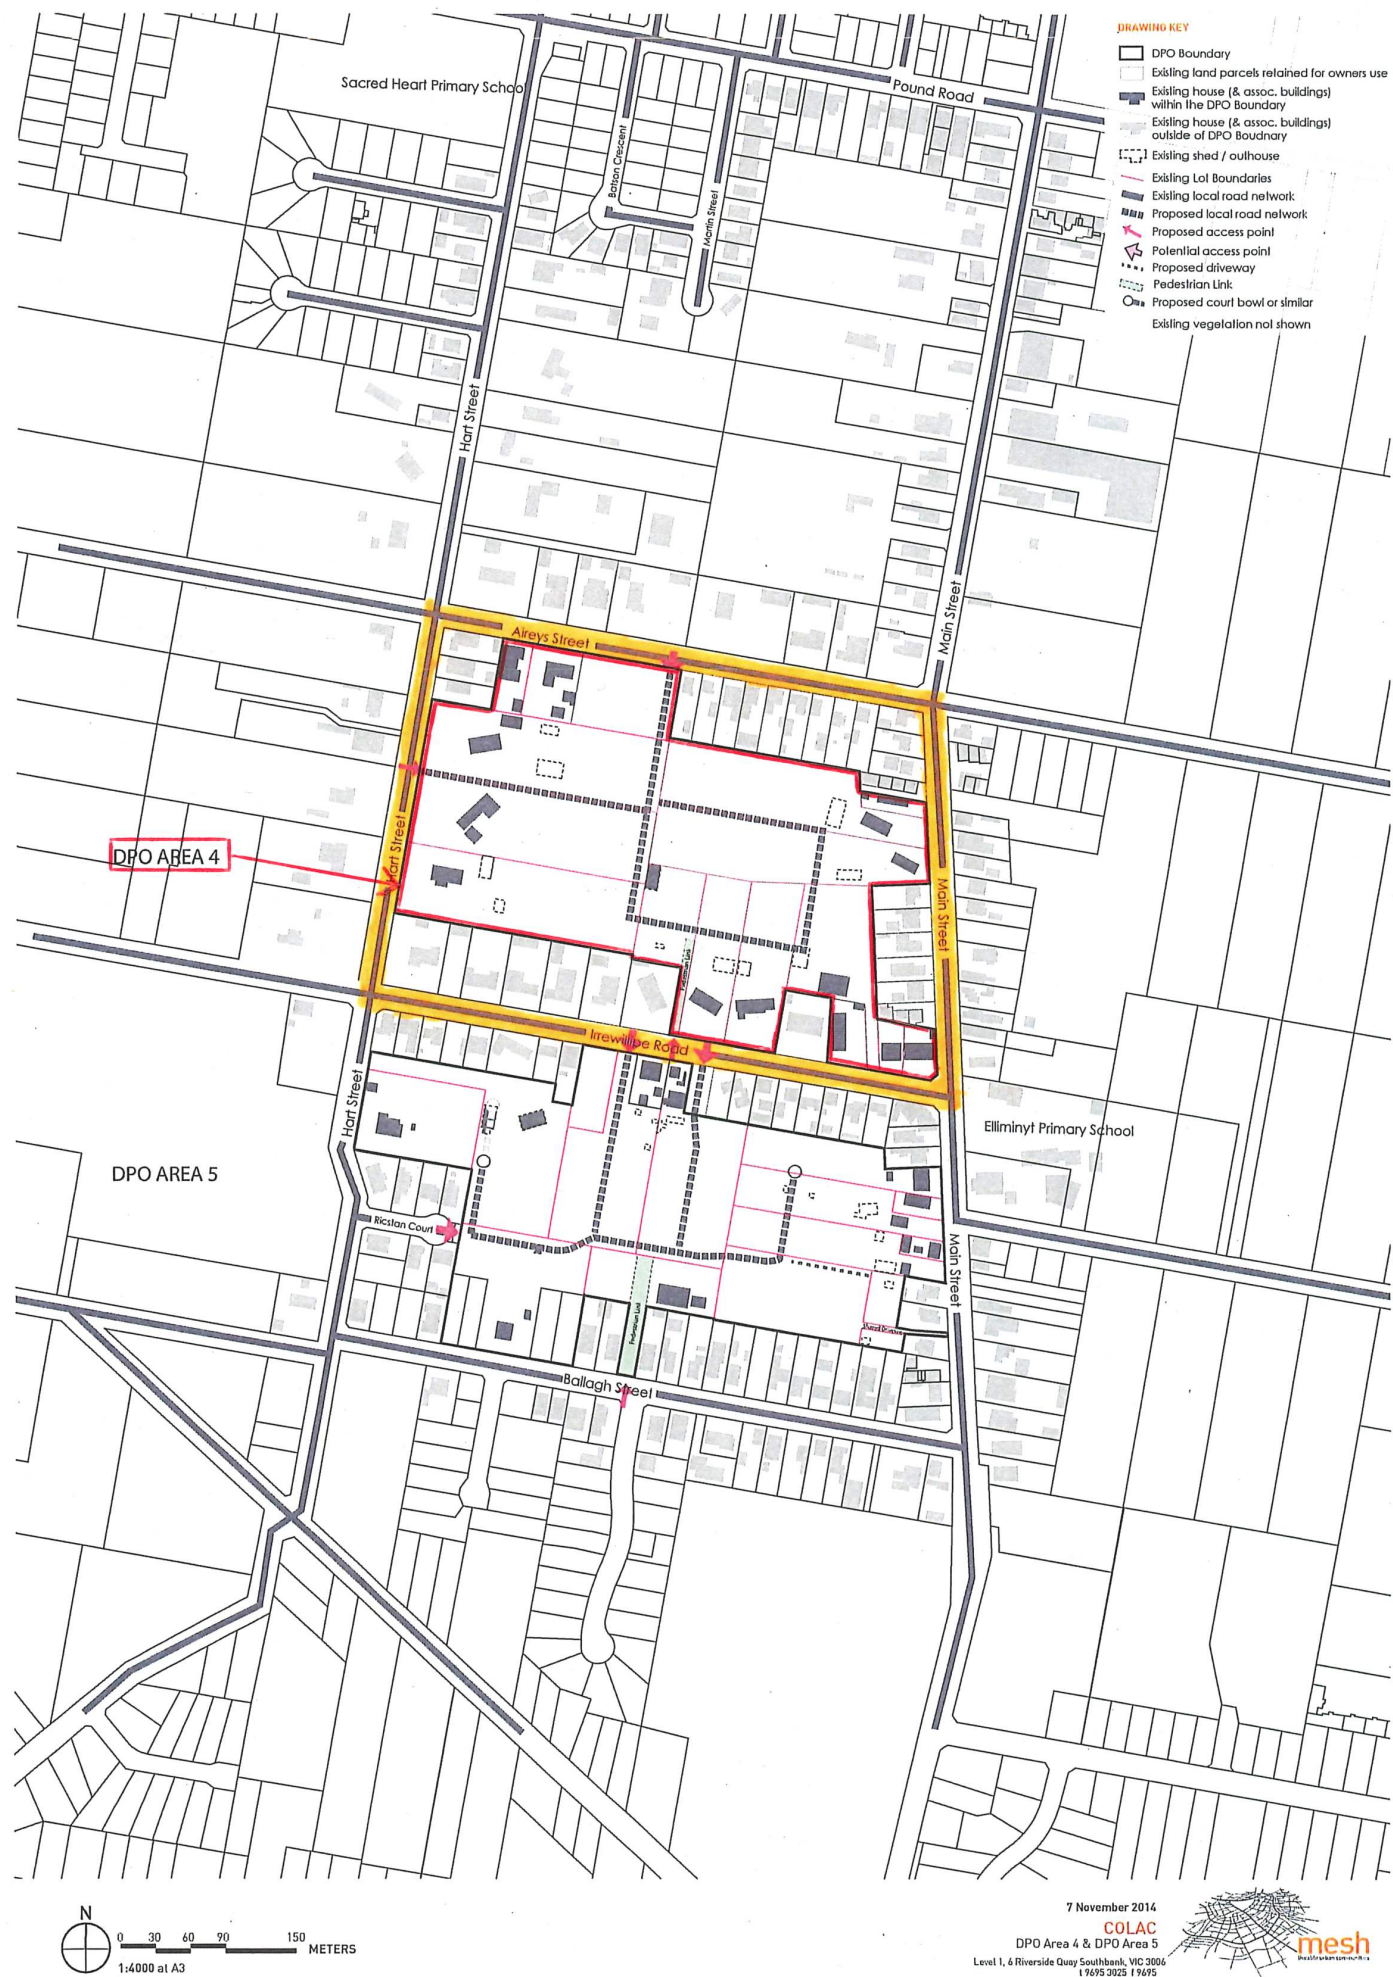 DRAWING KEY
DPO Boundary
Existing land parcels retained for owners use
Existing house (& assoc. buildings)
within the DPO Boundary
Existing house (& assoc. buildings)
outside of DPO Boudnary
Existing shed / outhouse
Existing Lot Boundaries
Existing local road network
Proposed local road network
Proposed access point
Potential access point
Proposed driveway
Pedestrian Link
Proposed court bowl or similar
Existing vegetation not shown
Sacred Heart Primary School
Pound Road
Batson Crescent
Martin Street
Hart Street
Main Street
Aireys Street
Hart Street
DPO AREA 4
Main Street
Pedestrian Link
Irrewillipe Road
Hart Street
Elliminyt Primary School
DPO AREA 5
Ricstan Court
Main Street
Pedestrian Link
Shared Driveway
Ballagh Street
N
0 30 60 90 150
METERS
1:4000 at A3
7 November 2014
COLAC
DPO Area 4 & DPO Area 5
Level 1, 6 Riverside Quay Southbank, VIC 3006
t 9695 3025 f 9695
mesh